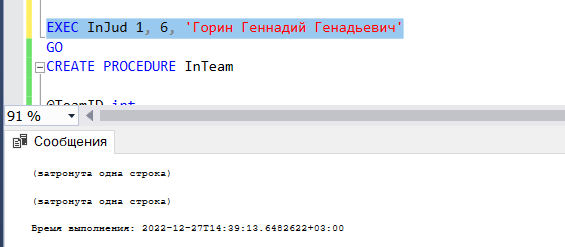 EXEC InJud 1, 6, 'Горин Геннадий Генадьевич'
GO
CREATE PROCEDURE InTeam
@TeamID int
91 %
Сообщения
(затронута одна строка)
(затронута одна строка)
Время выполнения: 2022-12-27T14:39:13.6482622+03:00